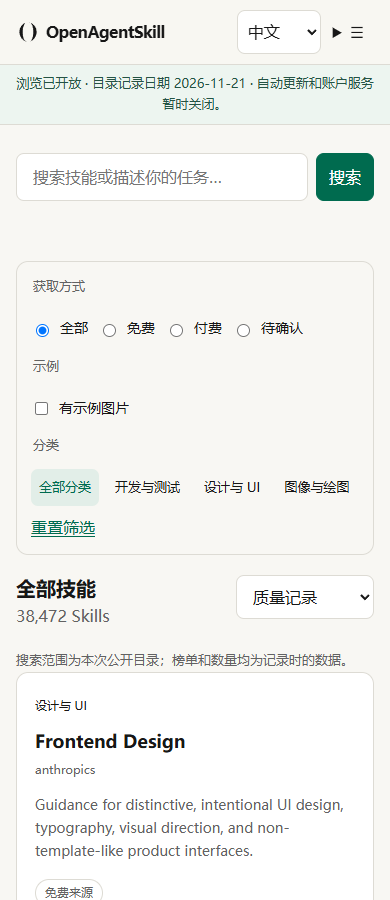 OpenAgentSkill
中文
浏览已开放 · 目录记录日期 2026-11-21 · 自动更新和账户服务
暂时关闭。
搜索技能或描述你的任务...
搜索
获取方式
全部
免费
付费
待确认
示例
有示例图片
分类
全部分类
开发与测试
设计与 UI
图像与绘图
重置筛选
全部技能
38,472 Skills
质量记录
搜索范围为本次公开目录；榜单和数量均为记录时的数据。
设计与 UI
Frontend Design
anthropics
Guidance for distinctive, intentional UI design,
typography, visual direction, and non-
template-like product interfaces.
免费来源